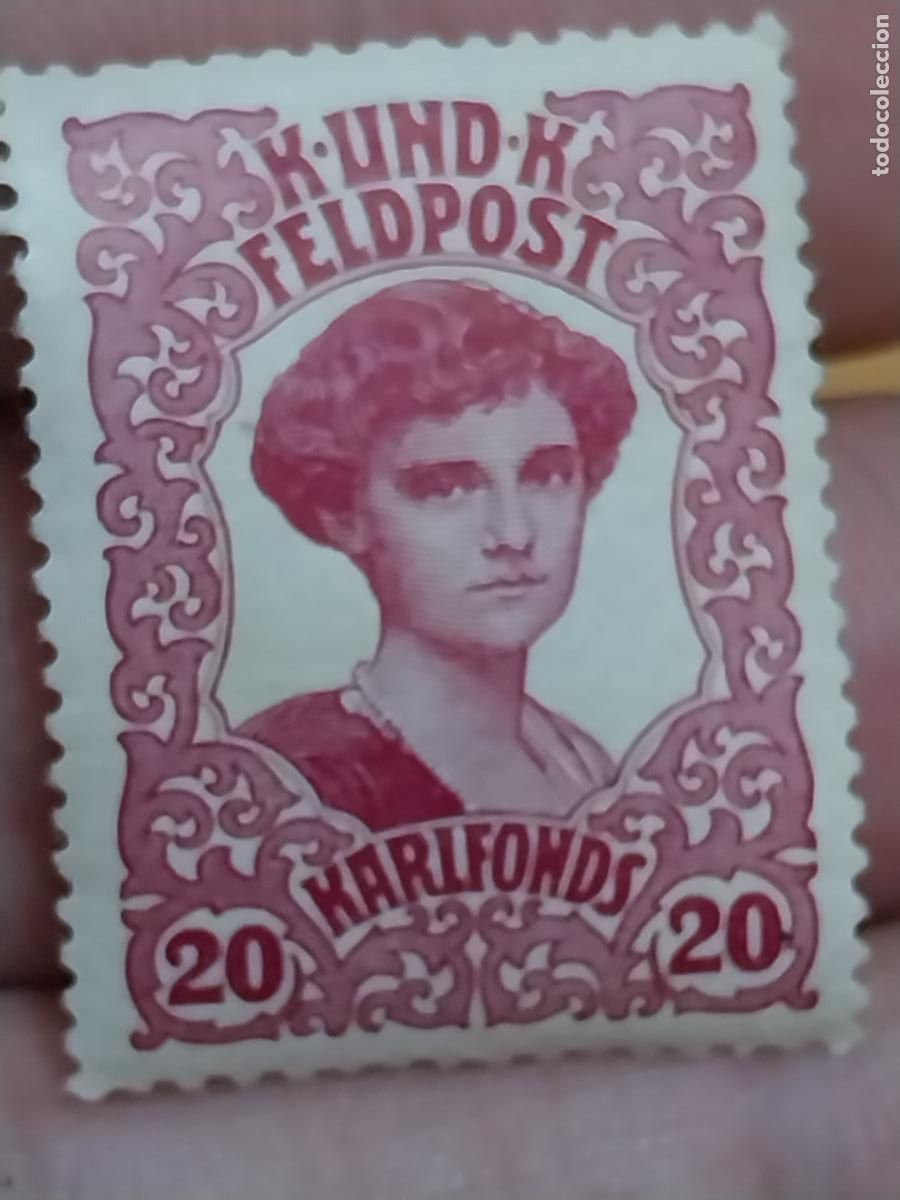 K·UND·K
FELDPOST
KARLFONDS
20 20
todocoleccion